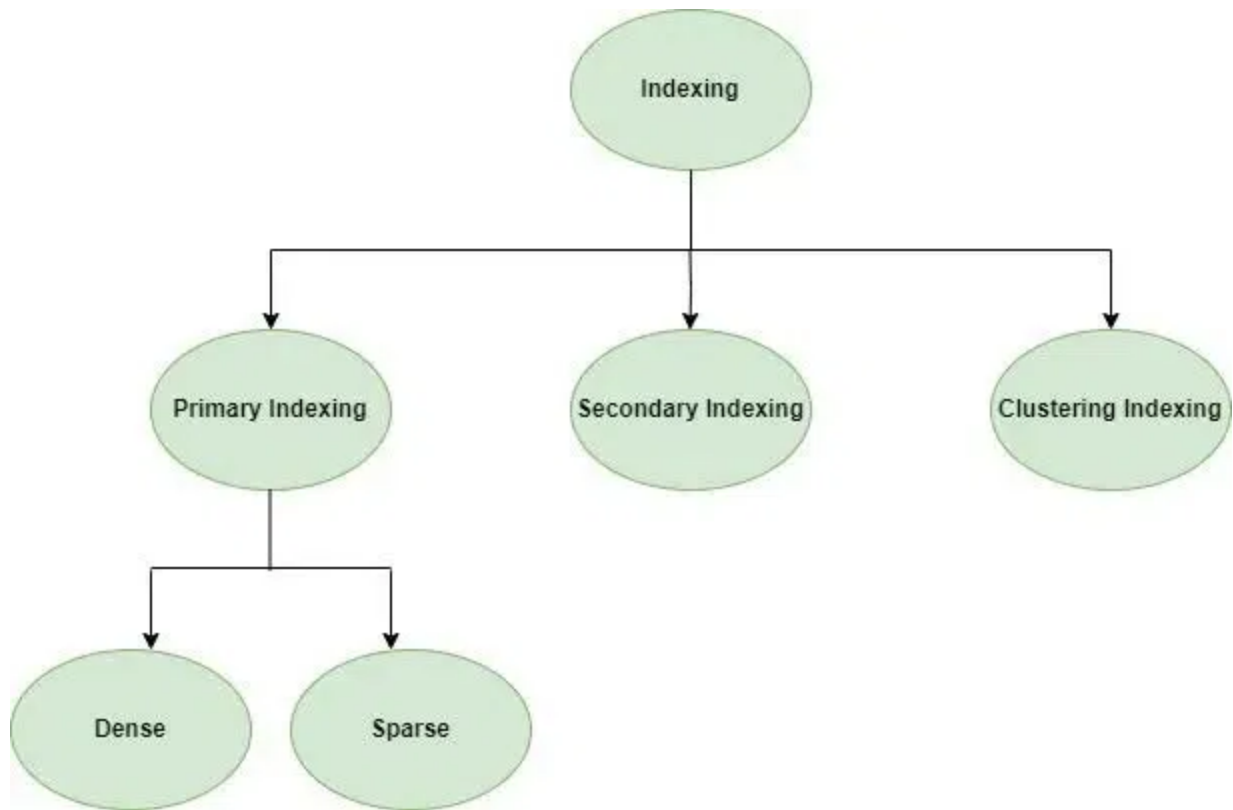 Indexing
Primary Indexing
Secondary Indexing
Clustering Indexing
Dense
Sparse